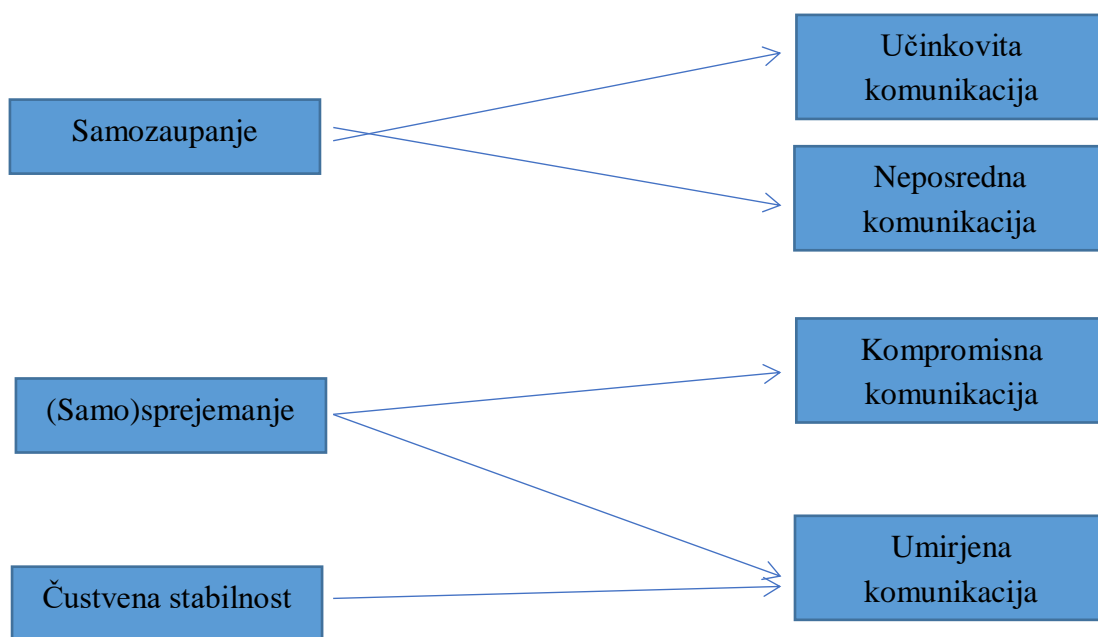 Samozaupanje
Učinkovita
komunikacija
Neposredna
komunikacija
(Samo)sprejemanje
Kompromisna
komunikacija
Čustvena stabilnost
Umirjena
komunikacija